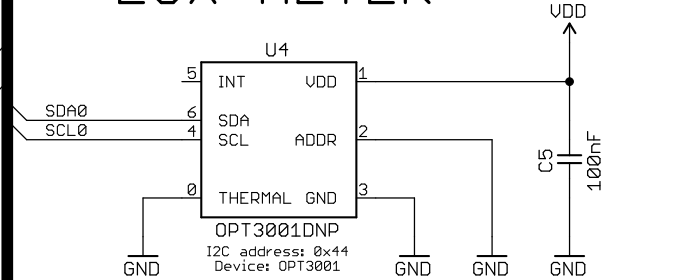 LUX METER
VDD
U4
5 INT VDD 1
SDA0 6 SDA
SCL0 4 SCL ADDR 2
C5 100nF
0 THERMAL GND 3
OPT3001DNP
I2C address: 0x44
Device: OPT3001
GND GND GND GND